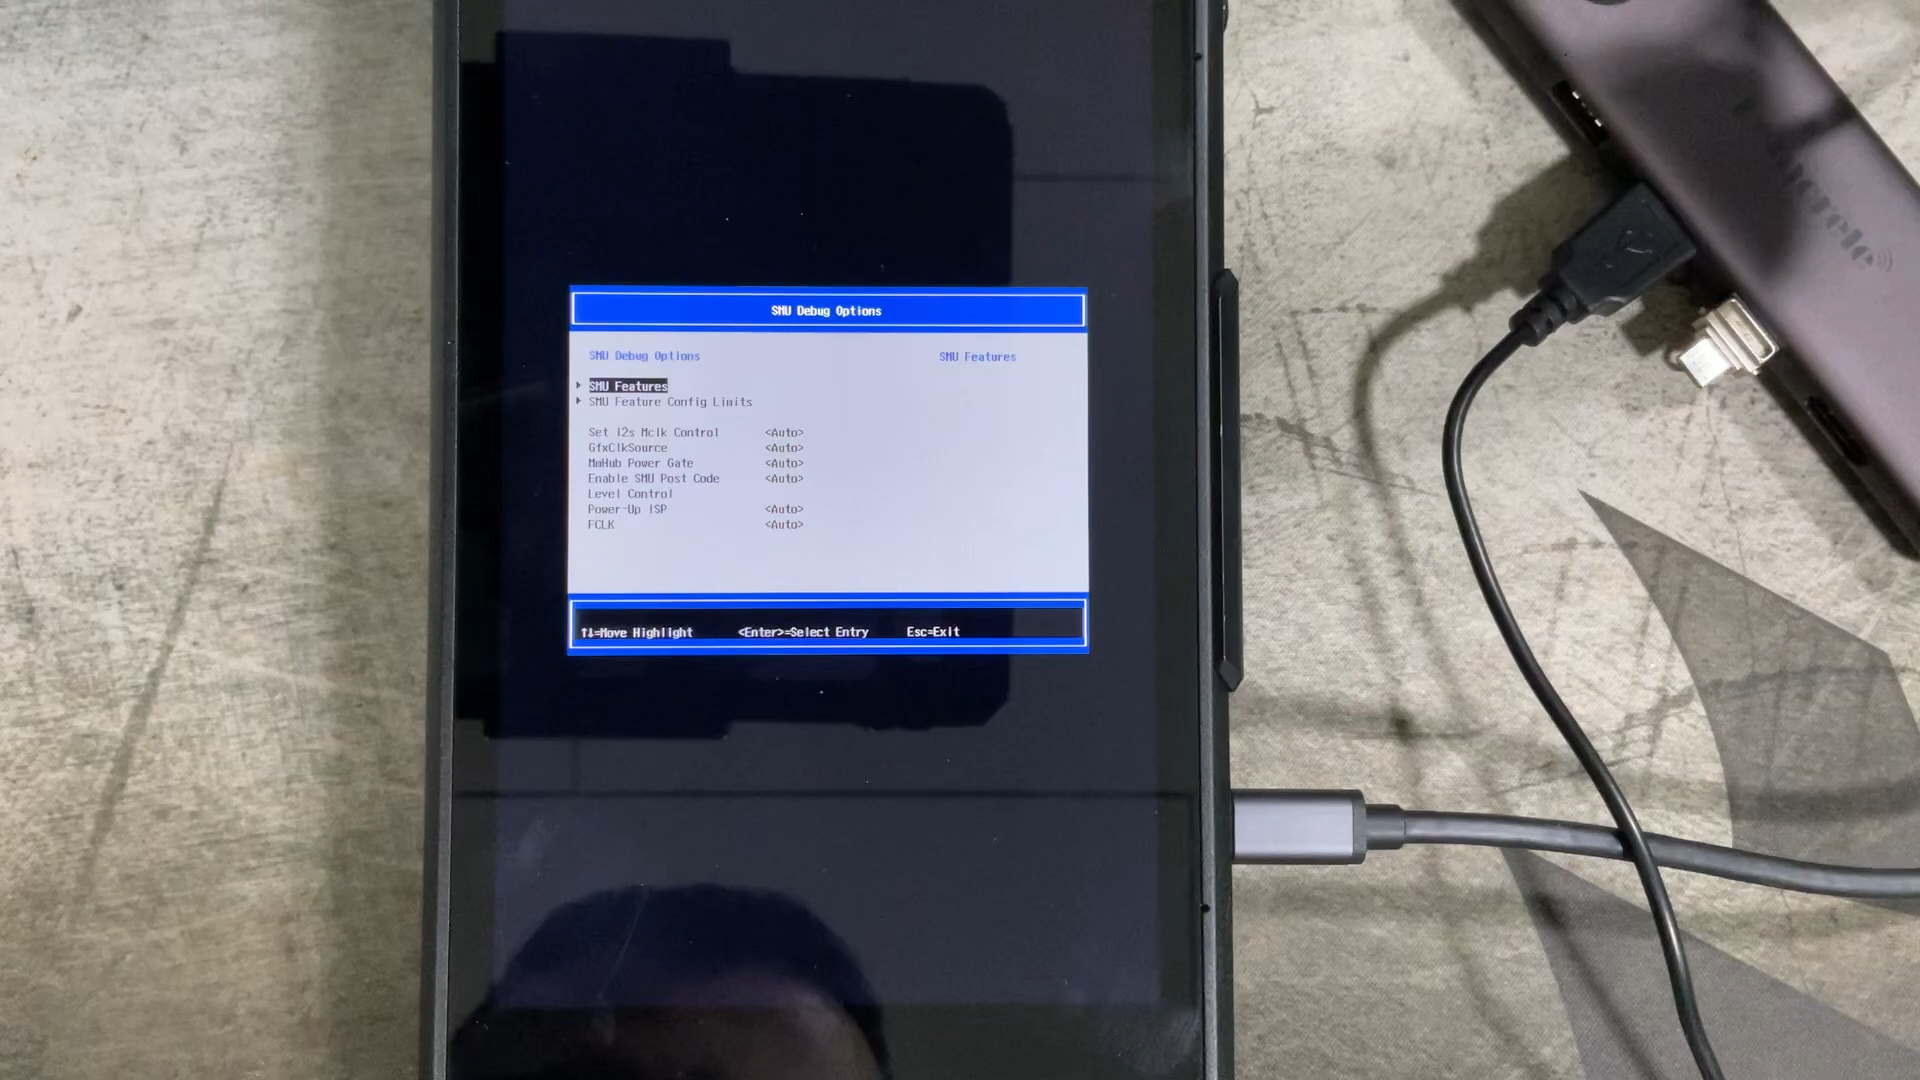 SMU Debug Options
SMU Debug Options
SMU Features
SMU Features
SMU Feature Config Limits
Set I2s Mclk Control <Auto>
GfxClkSource <Auto>
MmHub Power Gate <Auto>
Enable SMU Post Code <Auto>
Level Control
Power-Up ISP <Auto>
FCLK <Auto>
↑↓=Move Highlight <Enter>=Select Entry Esc=Exit